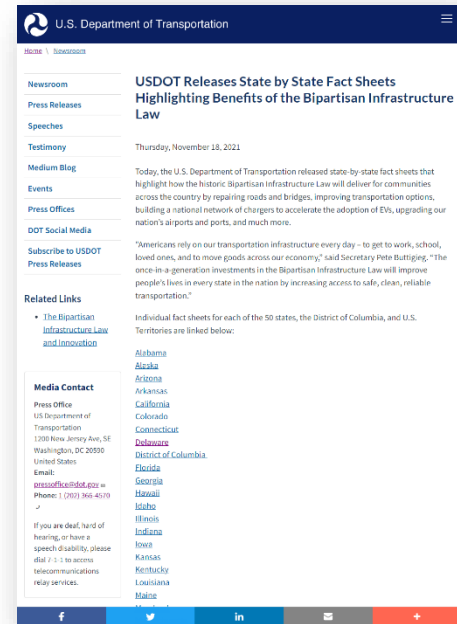 U.S. Department of Transportation
Home \ Newsroom
Newsroom
Press Releases
Speeches
Testimony
Medium Blog
Events
Press Offices
DOT Social Media
Subscribe to USDOT
Press Releases
Related Links
• The Bipartisan
Infrastructure Law
and Innovation
Media Contact
Press Office
US Department of
Transportation
1200 New Jersey Ave, SE
Washington, DC 20590
United States
Email:
pressoffice@dot.gov
Phone: 1 (202) 366-4570
If you are deaf, hard of
hearing, or have a
speech disability, please
dial 7-1-1 to access
telecommunications
relay services.
USDOT Releases State by State Fact Sheets
Highlighting Benefits of the Bipartisan Infrastructure
Law
Thursday, November 18, 2021
Today, the U.S. Department of Transportation released state-by-state fact sheets that
highlight how the historic Bipartisan Infrastructure Law will deliver for communities
across the country by repairing roads and bridges, improving transportation options,
building a national network of chargers to accelerate the adoption of EVs, upgrading our
nation's airports and ports, and much more.
"Americans rely on our transportation infrastructure every day – to get to work, school,
loved ones, and to move goods across our economy," said Secretary Pete Buttigieg. "The
once-in-a-generation investments in the Bipartisan Infrastructure Law will improve
people's lives in every state in the nation by increasing access to safe, clean, reliable
transportation."
Individual fact sheets for each of the 50 states, the District of Columbia, and U.S.
Territories are linked below:
Alabama
Alaska
Arizona
Arkansas
California
Colorado
Connecticut
Delaware
District of Columbia
Florida
Georgia
Hawaii
Idaho
Illinois
Indiana
Iowa
Kansas
Kentucky
Louisiana
Maine